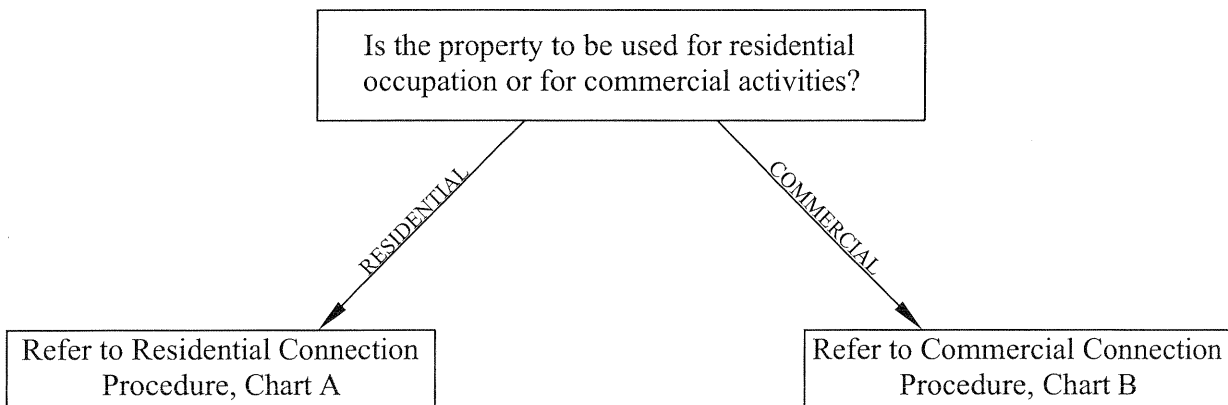 Is the property to be used for residential
occupation or for commercial activities?
RESIDENTIAL
COMMERCIAL
Refer to Residential Connection
Procedure, Chart A
Refer to Commercial Connection
Procedure, Chart B